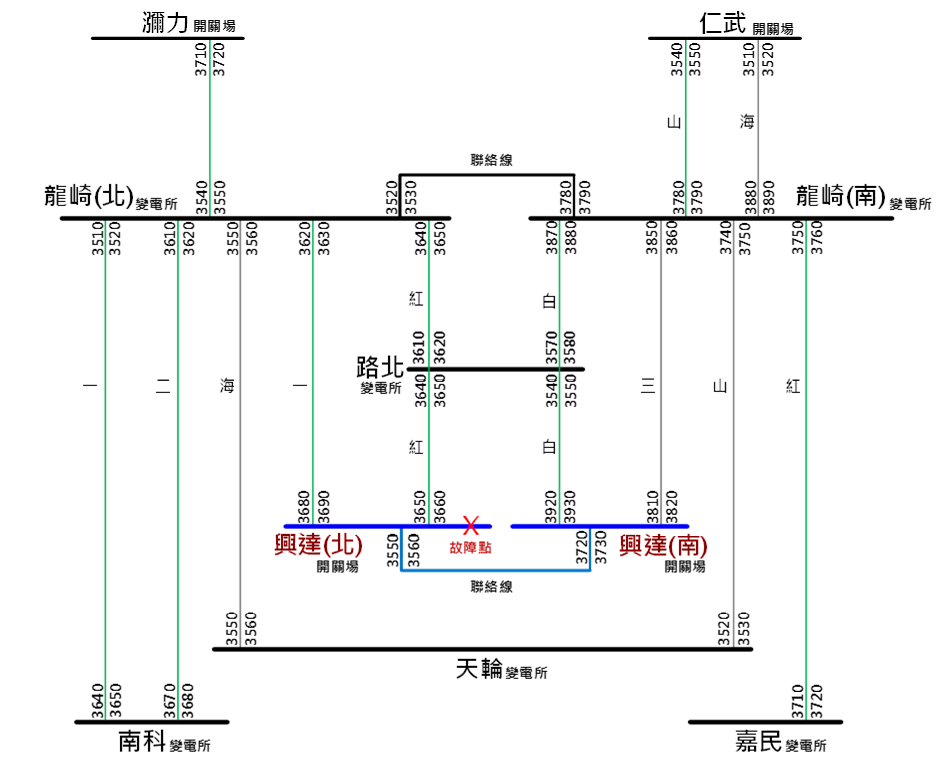 瀰力 開關場
仁武 開關場
3710 3720
3540 3550
3510 3520
山
海
聯絡線
龍崎(北)變電所
3540 3550
3520 3530
3780 3790
3780 3790
3880 3890
龍崎(南)變電所
3510 3520
3610 3620
3550 3560
3620 3630
3640 3650
3870 3880
3850 3860
3740 3750
3750 3760
紅
白
3610 3620
3570 3580
路北
變電所
3640 3650
3540 3550
一
二
海
一
三
山
紅
紅
白
3680 3690
3650 3660
3920 3930
3810 3820
X
興達(北)
開關場
故障點
興達(南)
開關場
3550 3560
3720 3730
聯絡線
3550 3560
3520 3530
天輪變電所
3640 3650
3670 3680
3710 3720
南科變電所
嘉民變電所